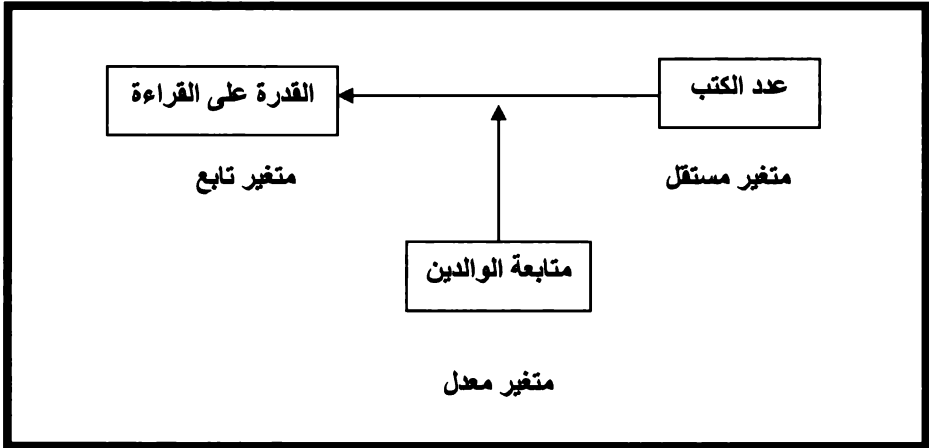 عدد الكتب
القدرة على القراءة
متغير مستقل
متغير تابع
متابعة الوالدين
متغير معدل